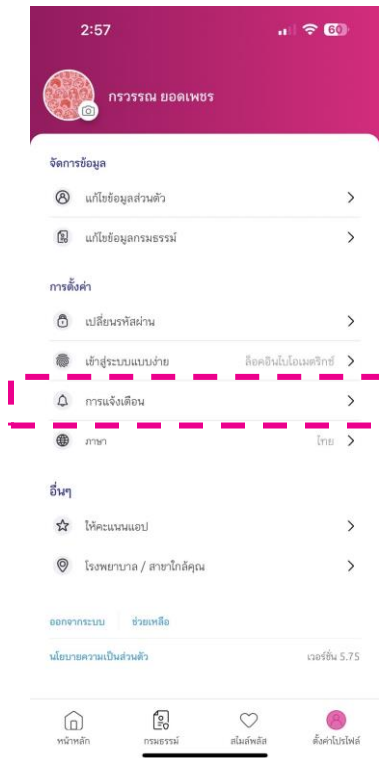 2:57
60
กรวรรณ ยอดเพชร
จัดการข้อมูล
แก้ไขข้อมูลส่วนตัว
แก้ไขข้อมูลกรมธรรม์
การตั้งค่า
เปลี่ยนรหัสผ่าน
เข้าสู่ระบบแบบง่าย ล็อคอินไบโอเมตริกซ์
การแจ้งเตือน
ภาษา ไทย
อื่นๆ
ให้คะแนนแอป
โรงพยาบาล / สาขาใกล้คุณ
ออกจากระบบ ช่วยเหลือ
นโยบายความเป็นส่วนตัว เวอร์ชั่น 5.75
หน้าหลัก กรมธรรม์ สไมล์พลัส ตั้งค่าโปรไฟล์